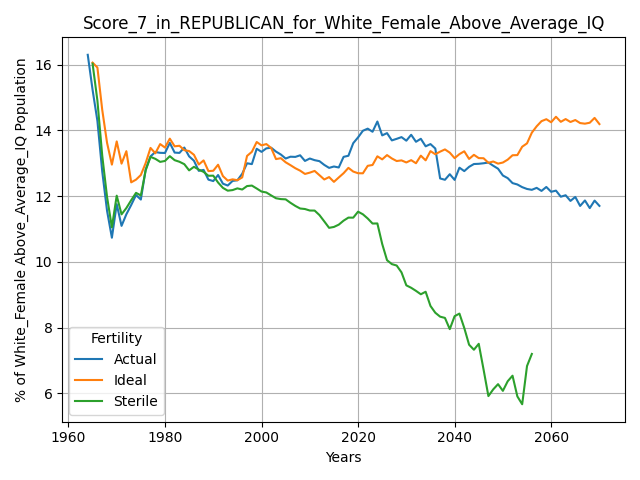 Score_7_in_REPUBLICAN_for_White_Female_Above_Average_IQ
% of White_Female Above_Average_IQ Population
16
14
12
10
8
6
Fertility
Actual
Ideal
Sterile
1960
1980
2000
2020
2040
2060
Years